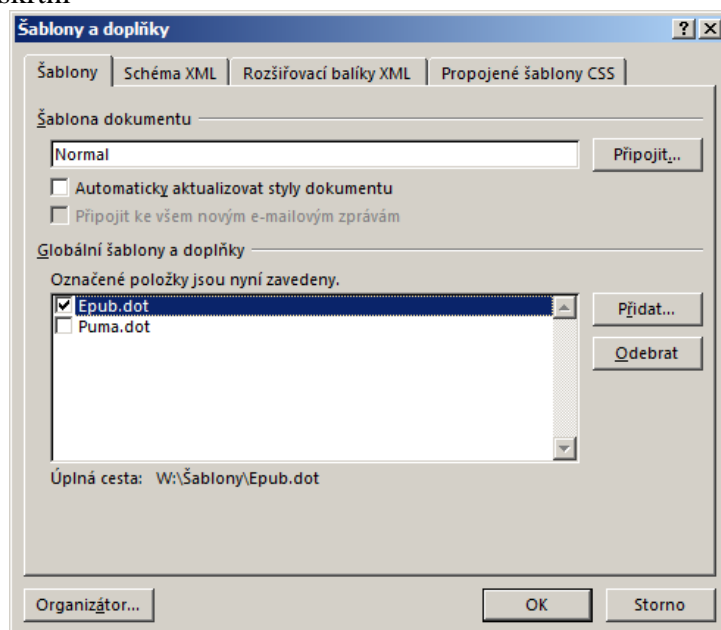 Šablony a doplňky
Šablony Schéma XML Rozšiřovací balíky XML Propojené šablony CSS
Šablona dokumentu
Normal Připojit...
Automaticky aktualizovat styly dokumentu
Připojit ke všem novým e-mailovým zprávám
Globální šablony a doplňky
Označené položky jsou nyní zavedeny.
Epub.dot Přidat...
Puma.dot
Odebrat
Úplná cesta: W:\Šablony\Epub.dot
Organizátor... OK Storno